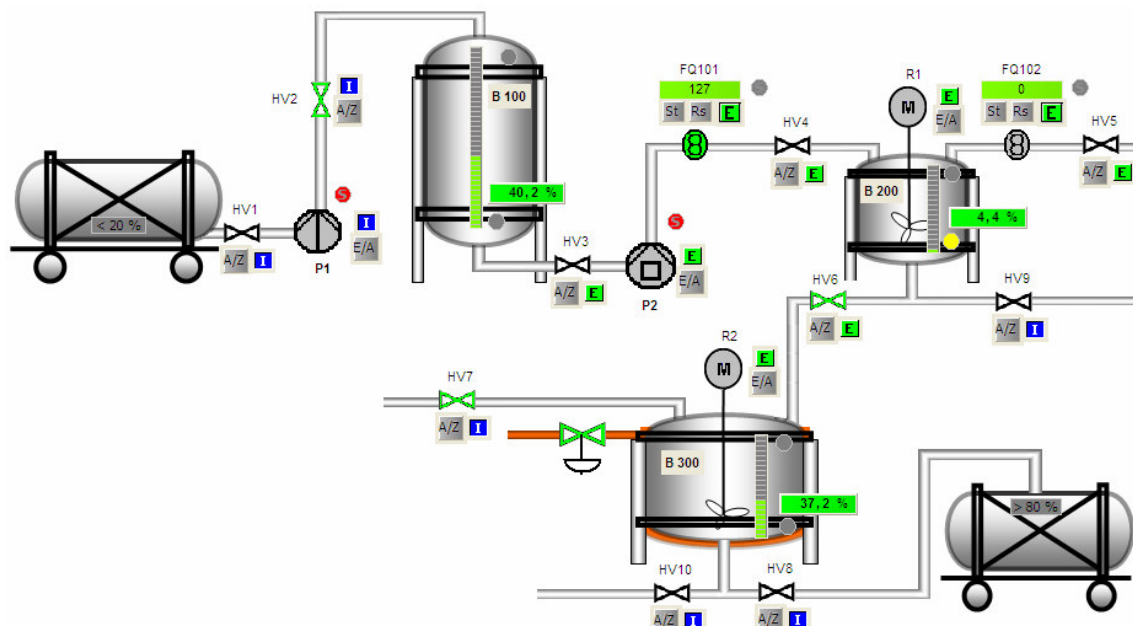 HV2
I
A/Z
B 100
40,2 %
FQ101
127
St Rs E
HV4
A/Z E
R1
M
E
E/A
FQ102
0
St Rs E
HV5
A/Z E
B 200
4,4 %
< 20 %
HV1
A/Z I
S
P1
I
E/A
HV3
A/Z E
S
P2
E
E/A
HV6
A/Z E
HV9
A/Z I
R2
M
E
E/A
HV7
A/Z I
B 300
37,2 %
> 80 %
HV10
A/Z I
HV8
A/Z I